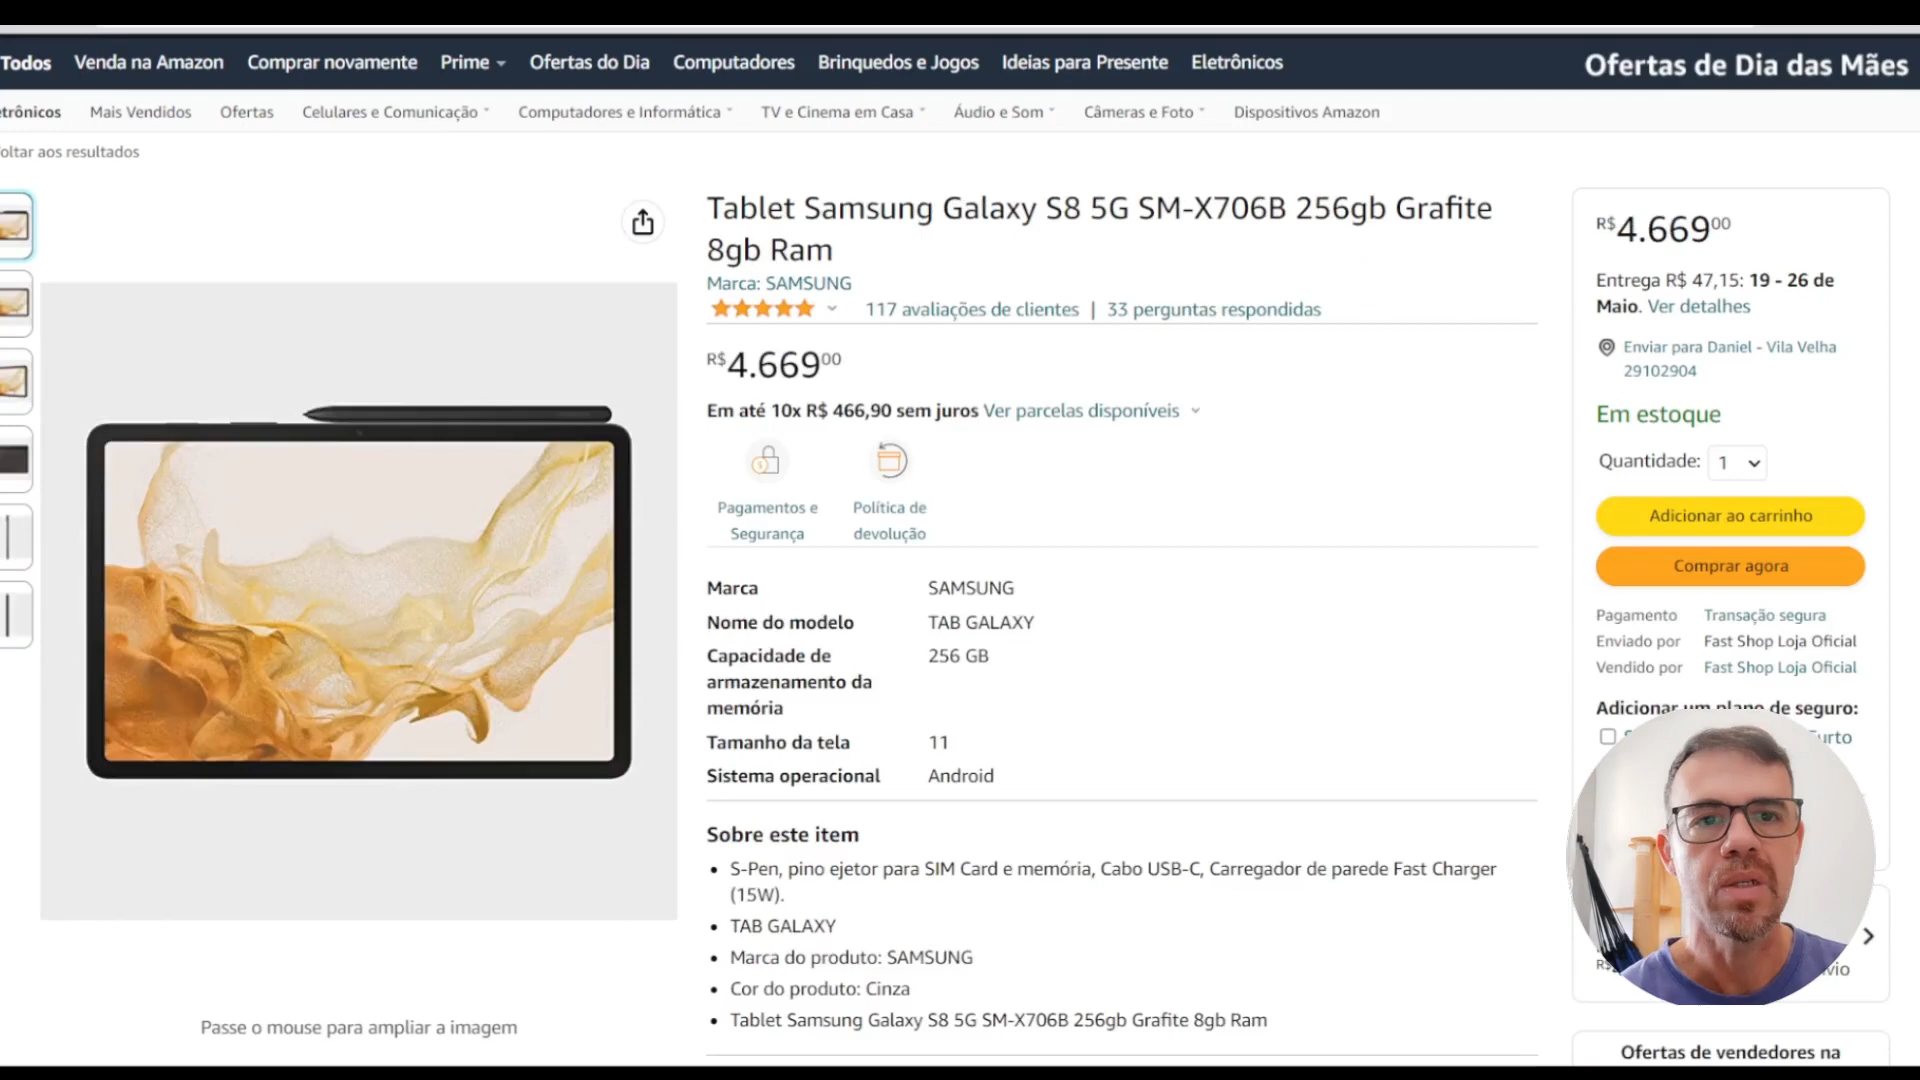 Todos Venda na Amazon Comprar novamente Prime Ofertas do Dia Computadores Brinquedos e Jogos Ideias para Presente Eletrônicos Ofertas de Dia das Mães
Mais Vendidos Ofertas Celulares e Comunicação Computadores e Informática TV e Cinema em Casa Áudio e Som Câmeras e Foto Dispositivos Amazon
aos resultados
Tablet Samsung Galaxy S8 5G SM-X706B 256gb Grafite
8gb Ram
Marca: SAMSUNG
117 avaliações de clientes | 33 perguntas respondidas
R$4.66900
Em até 10x R$ 466,90 sem juros Ver parcelas disponíveis
Pagamentos e
Segurança
Política de
devolução
Marca SAMSUNG
Nome do modelo TAB GALAXY
Capacidade de 256 GB
armazenamento da
memória
Tamanho da tela 11
Sistema operacional Android
Sobre este item
• S-Pen, pino ejetor para SIM Card e memória, Cabo USB-C, Carregador de parede Fast Charger
(15W).
• TAB GALAXY
• Marca do produto: SAMSUNG
• Cor do produto: Cinza
• Tablet Samsung Galaxy S8 5G SM-X706B 256gb Grafite 8gb Ram
Passe o mouse para ampliar a imagem
R$4.66900
Entrega R$ 47,15: 19 - 26 de
Maio. Ver detalhes
Enviar para Daniel - Vila Velha
29102904
Em estoque
Quantidade: 1
Adicionar ao carrinho
Comprar agora
Pagamento Transação segura
Enviado por Fast Shop Loja Oficial
Vendido por Fast Shop Loja Oficial
Adicionar um plano de seguro:
R$
Ofertas de vendedores na